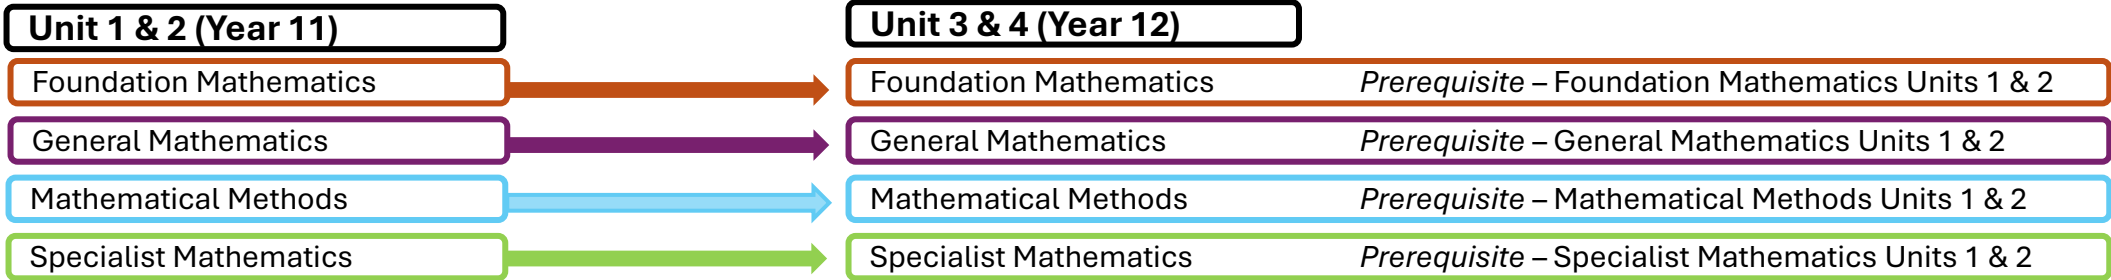 Unit 1 & 2 (Year 11) Unit 3 & 4 (Year 12)
Foundation Mathematics Foundation Mathematics Prerequisite – Foundation Mathematics Units 1 & 2
General Mathematics General Mathematics Prerequisite – General Mathematics Units 1 & 2
Mathematical Methods Mathematical Methods Prerequisite – Mathematical Methods Units 1 & 2
Specialist Mathematics Specialist Mathematics Prerequisite – Specialist Mathematics Units 1 & 2